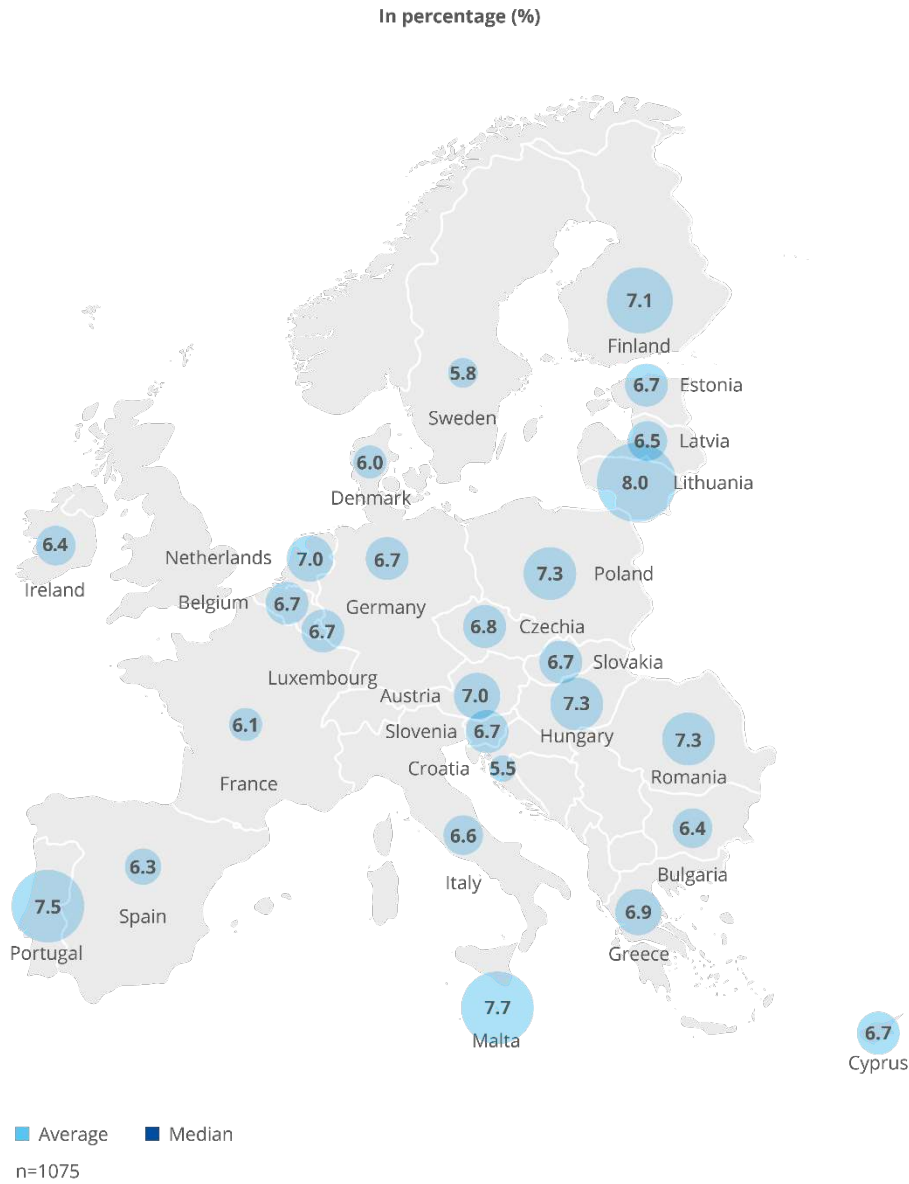 In percentage (%)
7.1
Finland
6.7 Estonia
5.8
Sweden
6.5 Latvia
8.0 Lithuania
6.0
Denmark
6.4
Ireland
Netherlands 7.0
6.7
Germany
7.3 Poland
Belgium 6.7
6.7
Luxembourg
6.8 Czechia
6.7 Slovakia
Austria 7.0
7.3
Hungary
6.1
France
Slovenia 6.7
7.3
Romania
Croatia 5.5
6.4
Bulgaria
6.6
Italy
6.3
Spain
7.5
Portugal
6.9
Greece
7.7
Malta
6.7
Cyprus
Average Median
n=1075